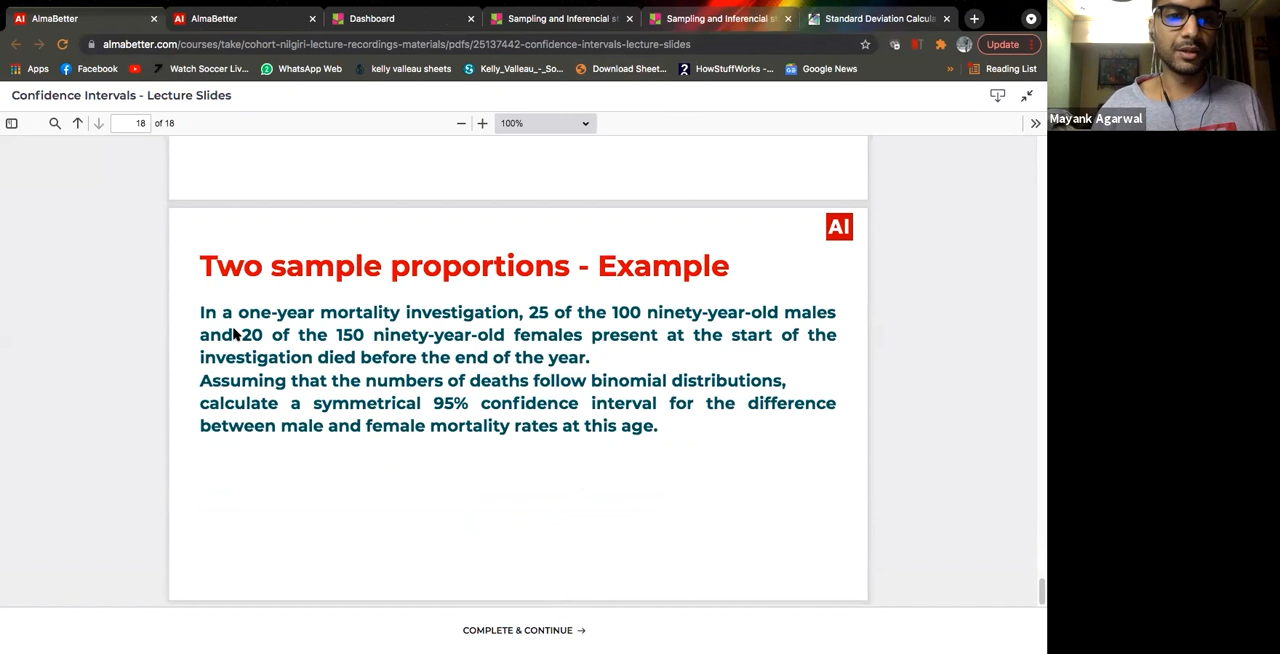 AI AlmaBetter
AI AlmaBetter
Dashboard
Sampling and Inferencial st
Sampling and Inferencial st
Standard Deviation Calcula
almabetter.com/courses/take/cohort-nilgiri-lecture-recordings-materials/pdfs/25137442-confidence-intervals-lecture-slides
Update
Apps
Facebook
Watch Soccer Liv...
WhatsApp Web
kelly valleau sheets
Kelly_Valleau_-_So...
Download Sheet...
HowStuffWorks -...
Google News
»
Reading List
Confidence Intervals - Lecture Slides
18 of 18
100%
Mayank Agarwal
AI
Two sample proportions - Example
In a one-year mortality investigation, 25 of the 100 ninety-year-old males
and 20 of the 150 ninety-year-old females present at the start of the
investigation died before the end of the year.
Assuming that the numbers of deaths follow binomial distributions,
calculate a symmetrical 95% confidence interval for the difference
between male and female mortality rates at this age.
COMPLETE & CONTINUE →